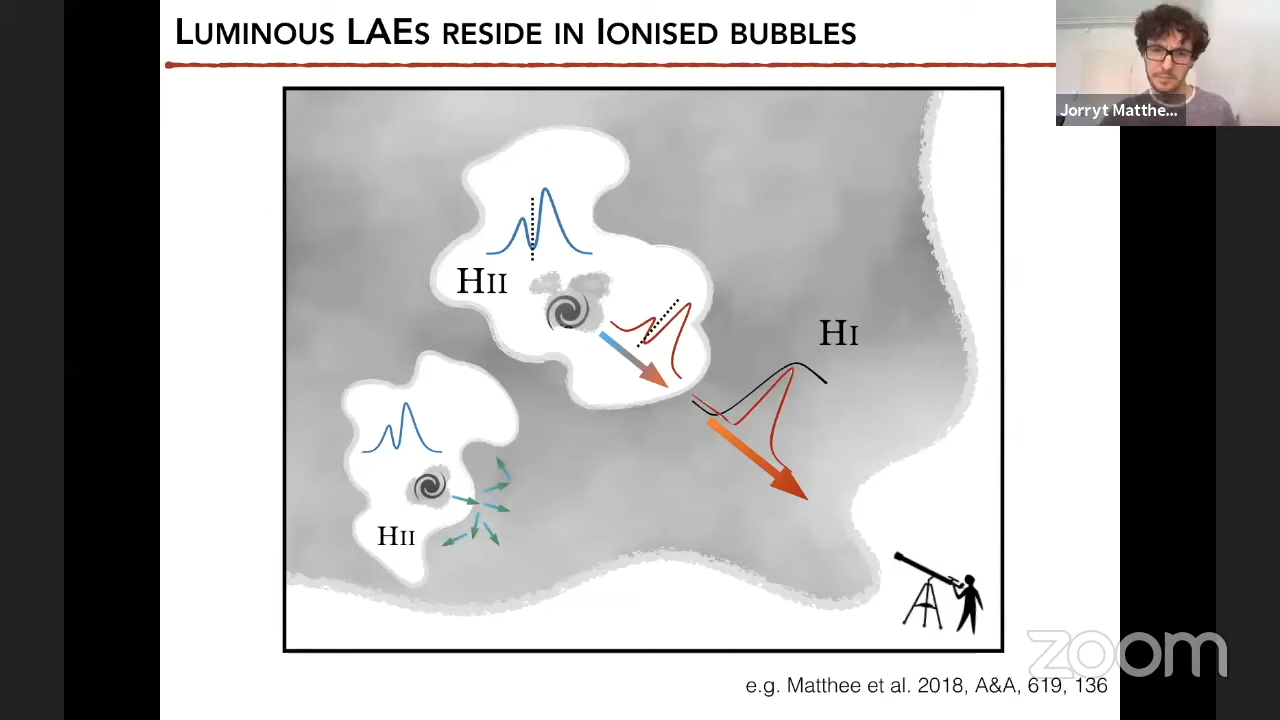 LUMINOUS LAES RESIDE IN IONISED BUBBLES
Jorryt Matthe...
HII
HI
HII
e.g. Matthee et al. 2018, A&A, 619, 136
zoom